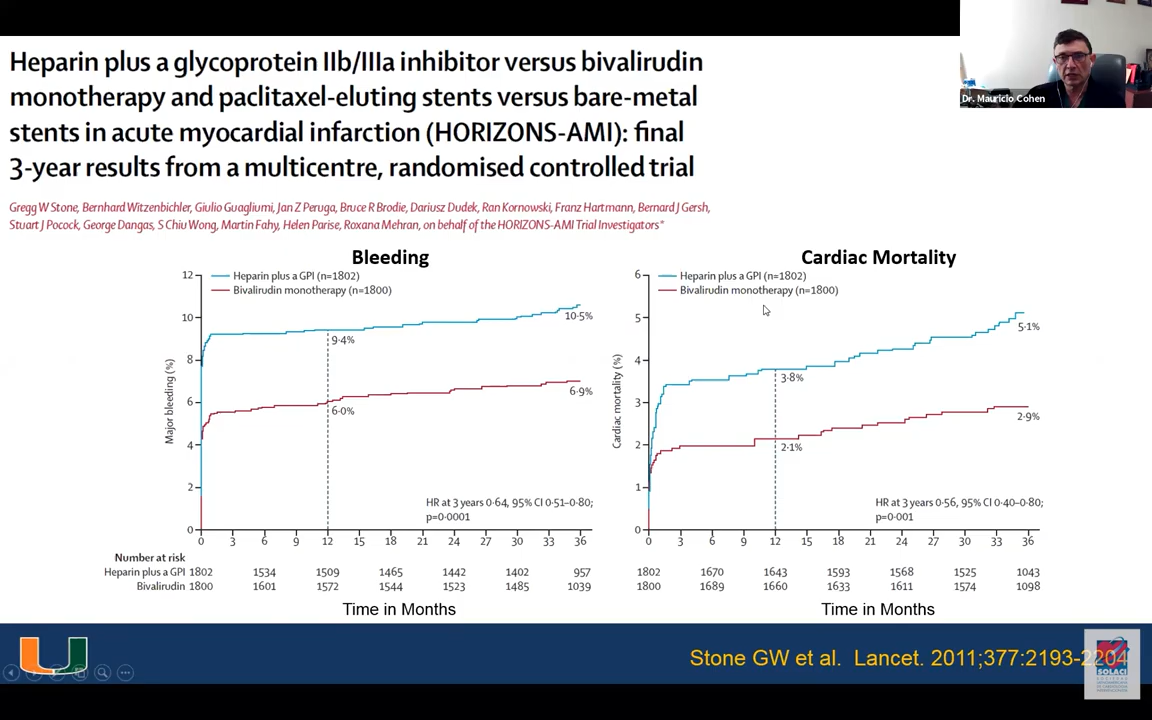 Heparin plus a glycoprotein IIb/IIIa inhibitor versus bivalirudin
monotherapy and paclitaxel-eluting stents versus bare-metal
stents in acute myocardial infarction (HORIZONS-AMI): final
3-year results from a multicentre, randomised controlled trial
Dr. Mauricio Cohen
Gregg W Stone, Bernhard Witzenbichler, Giulio Guagliumi, Jan Z Peruga, Bruce R Brodie, Dariusz Dudek, Ran Kornowski, Franz Hartmann, Bernard J Gersh,
Stuart J Pocock, George Dangas, S Chiu Wong, Martin Fahy, Helen Parise, Roxana Mehran, on behalf of the HORIZONS-AMI Trial Investigators*
Bleeding
Heparin plus a GPI (n=1802)
Bivalirudin monotherapy (n=1800)
Major bleeding (%)
12
10
8
6
4
2
0
10·5%
9·4%
6·9%
6·0%
HR at 3 years 0·64, 95% CI 0·51–0·80;
p=0·0001
0 3 6 9 12 15 18 21 24 27 30 33 36
Number at risk
Heparin plus a GPI 1802 1534 1509 1465 1442 1402 957
Bivalirudin 1800 1601 1572 1544 1523 1485 1039
Time in Months
Cardiac Mortality
Heparin plus a GPI (n=1802)
Bivalirudin monotherapy (n=1800)
Cardiac mortality (%)
6
5
4
3
2
1
0
5·1%
3·8%
2·9%
2·1%
HR at 3 years 0·56, 95% CI 0·40–0·80;
p=0·001
0 3 6 9 12 15 18 21 24 27 30 33 36
1802 1670 1643 1593 1568 1525 1043
1800 1689 1660 1633 1611 1574 1098
Time in Months
Stone GW et al. Lancet. 2011;377:2193-2204
SOLACI